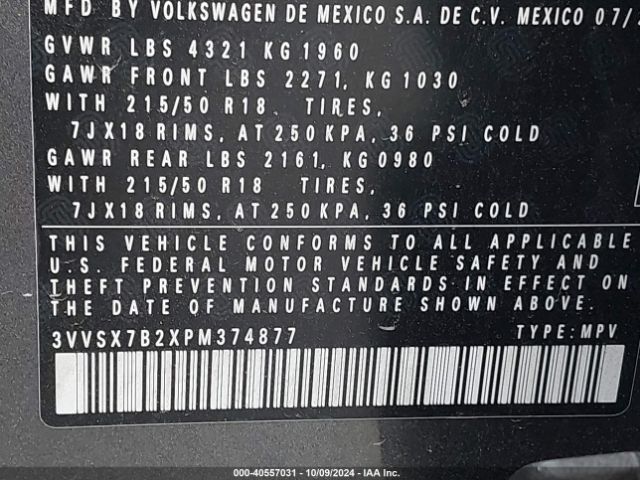 MFD BY VOLKSWAGEN DE MEXICO S.A. DE C.V. MEXICO 07/
GVWR LBS 4321 KG 1960
GAWR FRONT LBS 2271, KG 1030
WITH 215/50 R18 TIRES,
7JX18 RIMS, AT 250 KPA, 36 PSI COLD
GAWR REAR LBS 2161, KG 0980
WITH 215/50 R18 TIRES,
7JX18 RIMS, AT 250 KPA, 36 PSI COLD
THIS VEHICLE CONFORMS TO ALL APPLICABLE
U.S. FEDERAL MOTOR VEHICLE SAFETY AND
THEFT PREVENTION STANDARDS IN EFFECT ON
THE DATE OF MANUFACTURE SHOWN ABOVE.
3VVSX7B2XPM374877 TYPE: MPV
000-40557031 - 10/09/2024 - IAA Inc.